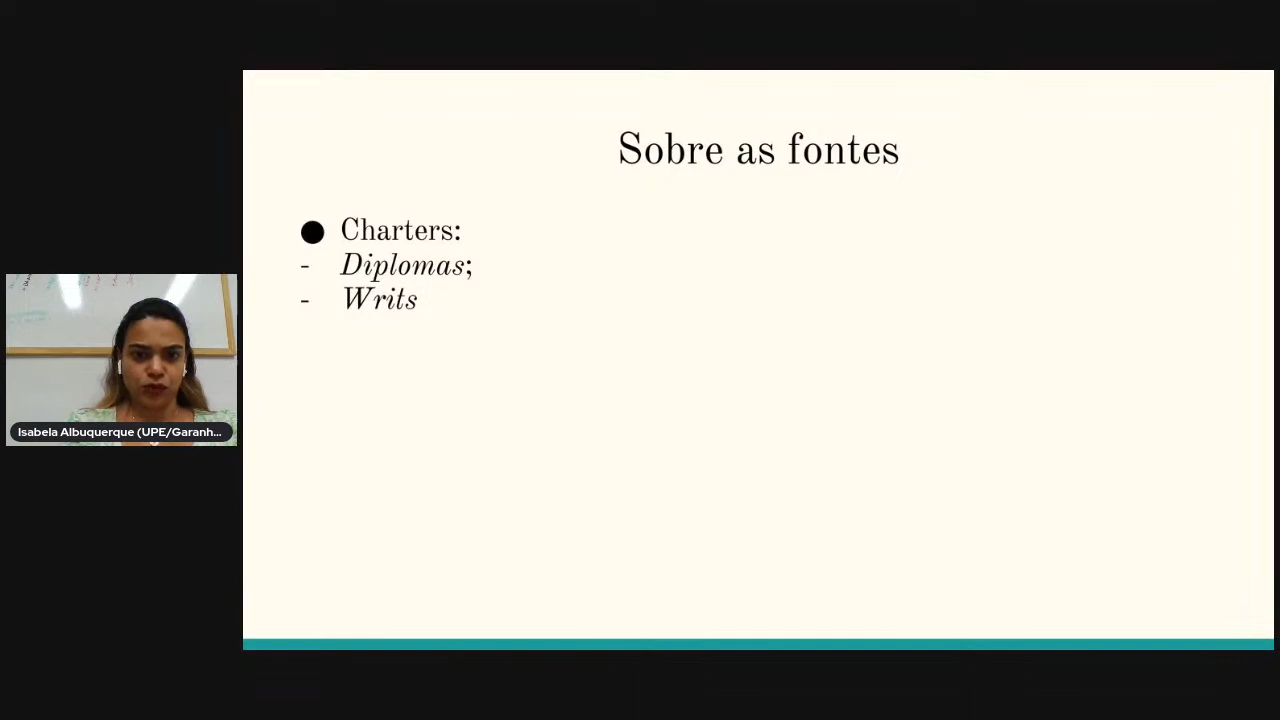 Sobre as fontes
● Charters:
- Diplomas;
- Writs
Isabela Albuquerque (UPE/Garanh...